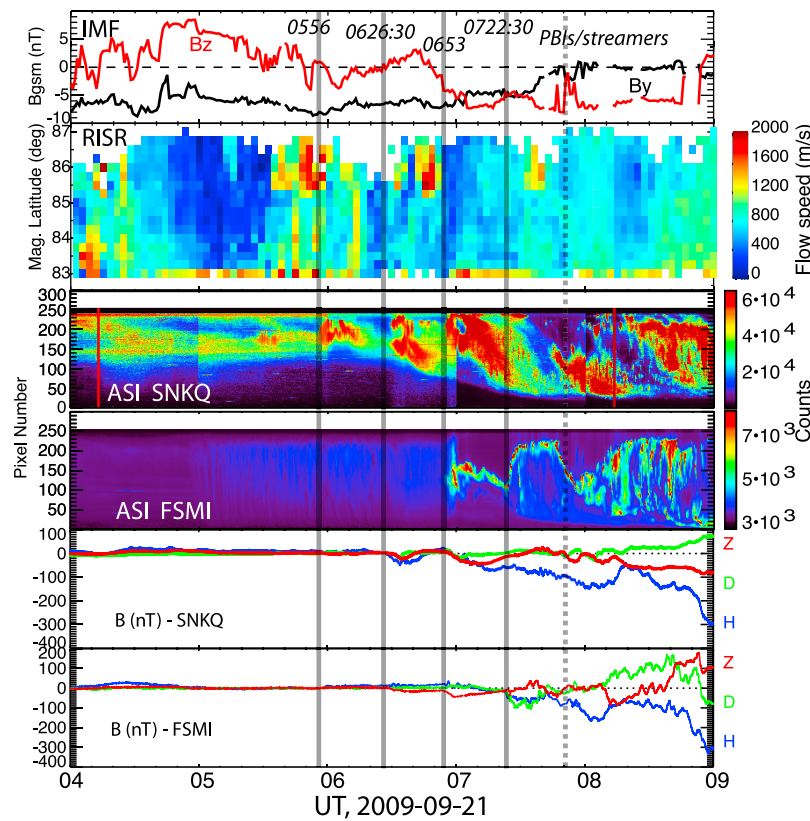 IMF
0556
0626:30
0653
0722:30
PBIs/streamers
Bz
By
Bgsm (nT)
5
0
-5
-10
RISR
Mag. Latitude (deg)
87
86
85
84
83
2000
1600
1200
800
400
0
Flow speed (m/s)
300
250
200
150
100
50
0
ASI SNKQ
6•10⁴
4•10⁴
2•10⁴
Counts
Pixel Number
250
200
150
100
50
0
ASI FSMI
7•10³
5•10³
3•10³
100
0
-100
-200
-300
B (nT) - SNKQ
Z
D
H
200
100
0
-100
-200
-300
-400
B (nT) - FSMI
Z
D
H
04 05 06 07 08 09
UT, 2009-09-21